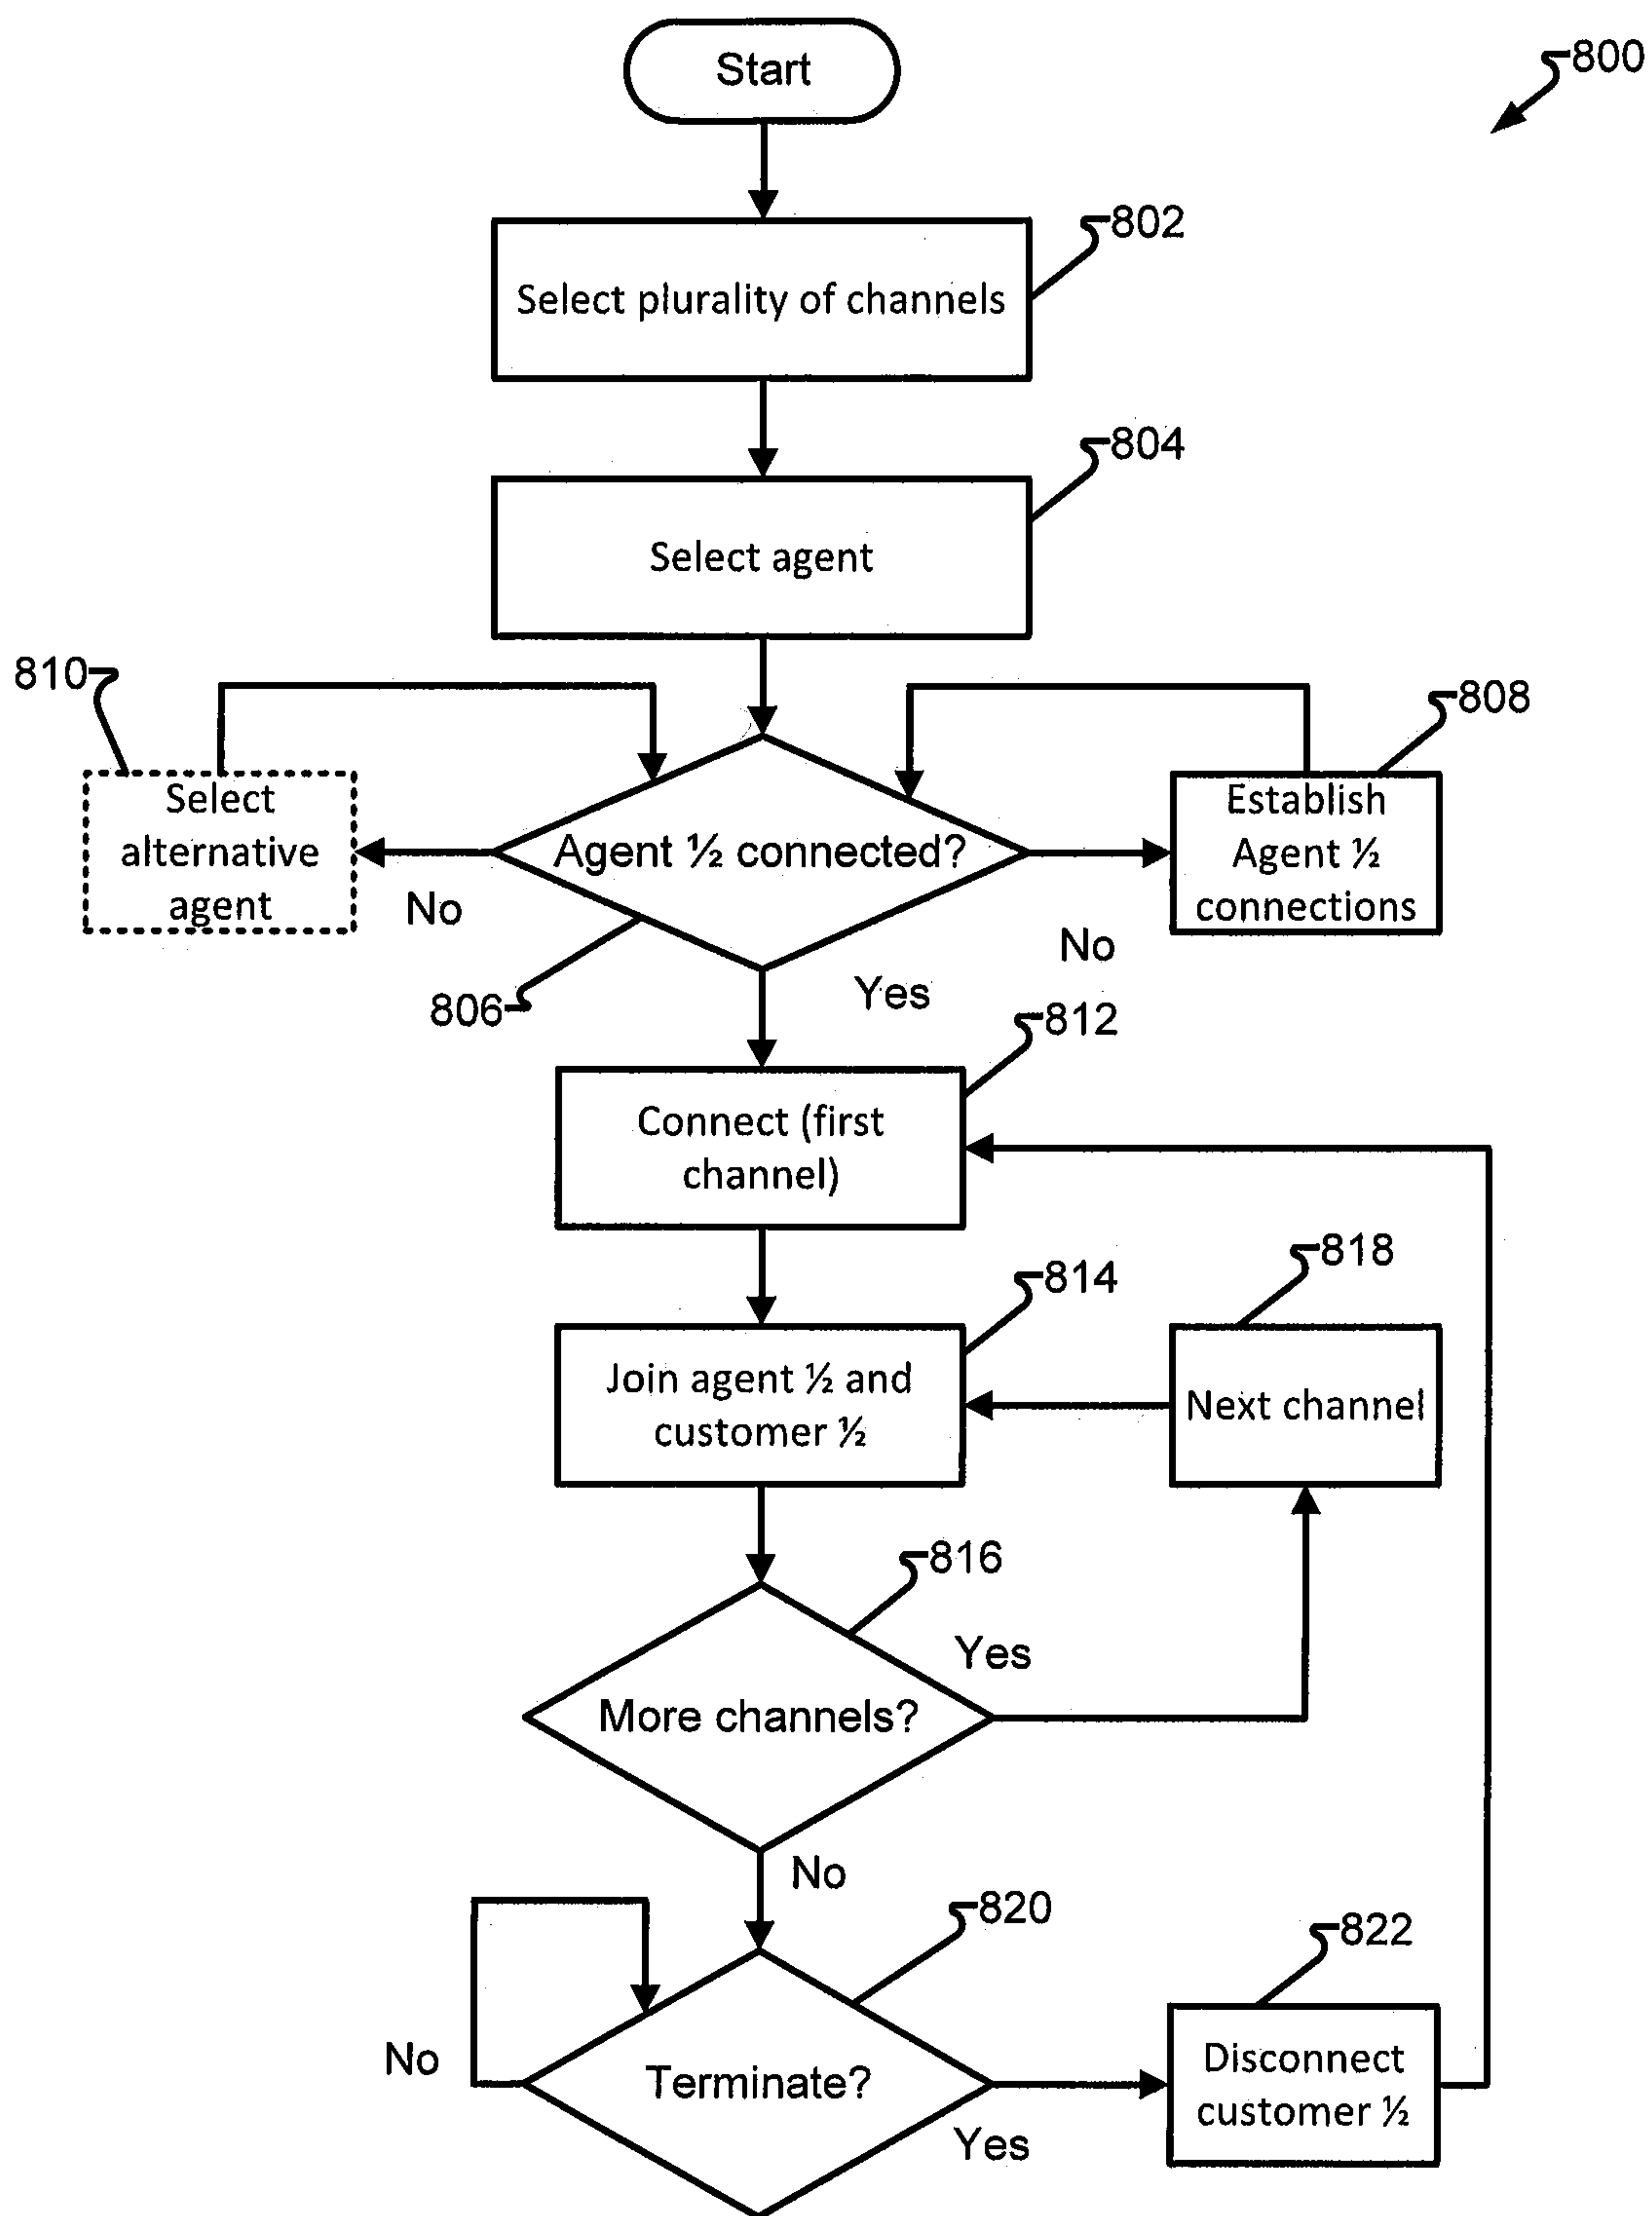 Start
800
802
Select plurality of channels
804
Select agent
810
808
Select
alternative
agent
Agent ½ connected?
Establish
Agent ½
connections
No
No
806
Yes
812
Connect (first
channel)
818
814
Join agent ½ and
customer ½
Next channel
816
Yes
More channels?
No
820
822
No
Terminate?
Disconnect
customer ½
Yes